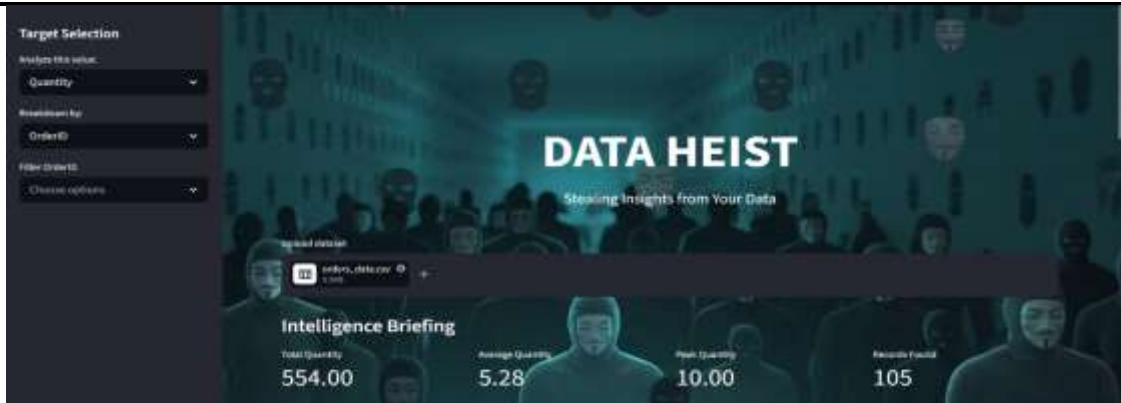 Target Selection
Analyze this value:
Quantity
Breakdown by:
OrderID
Filter OrderID
Choose options
DATA HEIST
Stealing Insights from Your Data
Upload dataset
orders_data.csv
Intelligence Briefing
Total Quantity
Average Quantity
Peak Quantity
Records Found
554.00
5.28
10.00
105